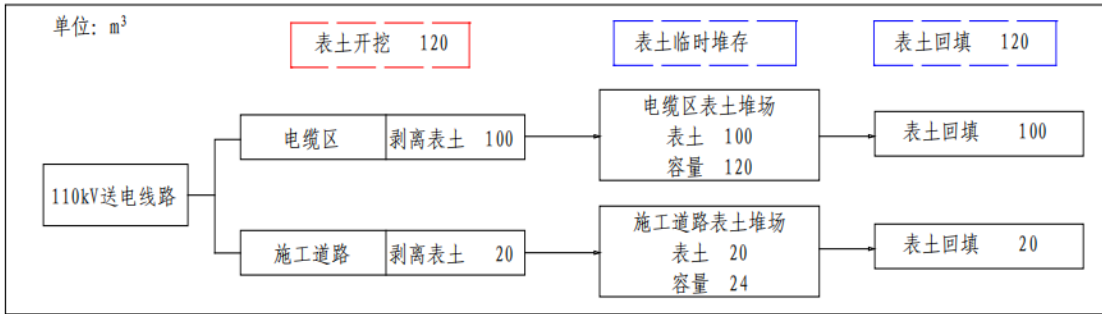 单位：m³
表土开挖 120
表土临时堆存
表土回填 120
110kV送电线路
电缆区 剥离表土 100
电缆区表土堆场
表土 100
容量 120
表土回填 100
施工道路 剥离表土 20
施工道路表土堆场
表土 20
容量 24
表土回填 20